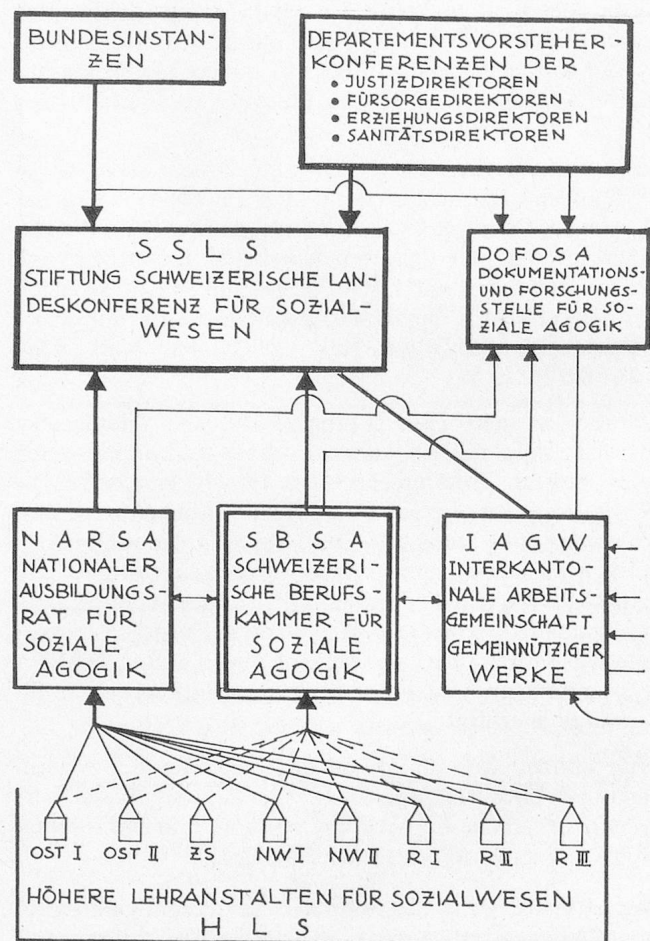 BUNDESINSTAN-
ZEN
DEPARTEMENTSVORSTEHER-
KONFERENZEN DER
• JUSTIZDIREKTOREN
• FÜRSORGEDIREKTOREN
• ERZIEHUNGSDIREKTOREN
• SANITÄTSDIREKTOREN
S S L S
STIFTUNG SCHWEIZERISCHE LAN-
DESKONFERENZ FÜR SOZIAL-
WESEN
DOFOSA
DOKUMENTATIONS-
UND FORSCHUNGS-
STELLE FÜR SO-
ZIALE AGOGIK
N A R S A
NATIONALER
AUSBILDUNGS-
RAT FÜR
SOZIALE
AGOGIK
S B S A
SCHWEIZERI-
SCHE BERUFS-
KAMMER FÜR
SOZIALE
AGOGIK
I A G W
INTERKANTO-
NALE ARBEITS-
GEMEINSCHAFT
GEMEINNÜTZIGER
WERKE
OST I OST II ZS NW I NW II R I R II R III
HÖHERE LEHRANSTALTEN FÜR SOZIALWESEN
H L S